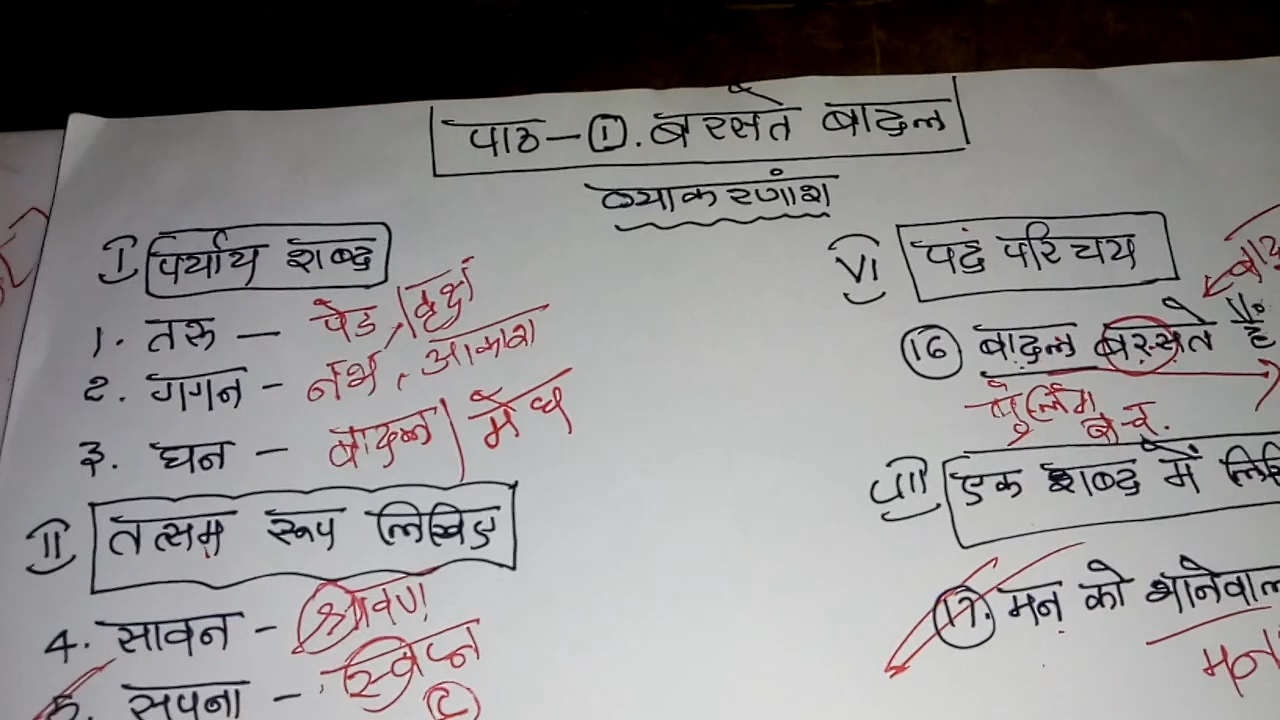 पाठ-①. बरसते बादल
व्याकरणांश
I पर्याय शब्द
1. तरु - पेड / वृक्ष
2. गगन - नभ, आकाश
3. घन - बादल / मेघ
II तत्सम रूप लिखिए
4. सावन - श्रावण
5. सपना - स्वप्न
VI पद परिचय
⑯ बादल बरसते हैं
पुल्लिंग
ब.व.
VII एक शब्द में
⑰. मन को भानेवाल